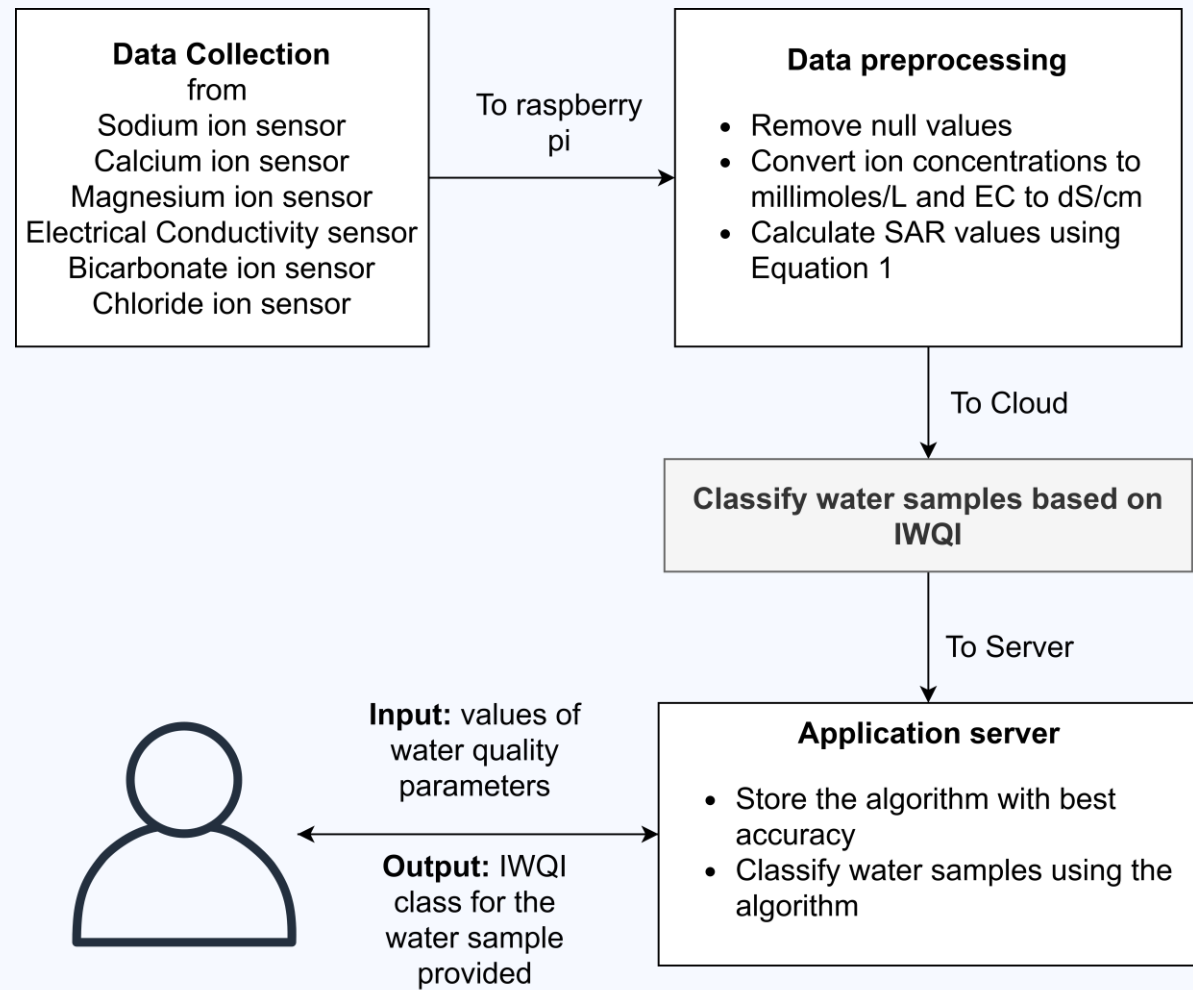 Data Collection
from
Sodium ion sensor
Calcium ion sensor
Magnesium ion sensor
Electrical Conductivity sensor
Bicarbonate ion sensor
Chloride ion sensor
To raspberry
pi
Data preprocessing
• Remove null values
• Convert ion concentrations to
millimoles/L and EC to dS/cm
• Calculate SAR values using
Equation 1
To Cloud
Classify water samples based on
IWQI
To Server
Application server
• Store the algorithm with best
accuracy
• Classify water samples using the
algorithm
Input: values of
water quality
parameters
Output: IWQI
class for the
water sample
provided